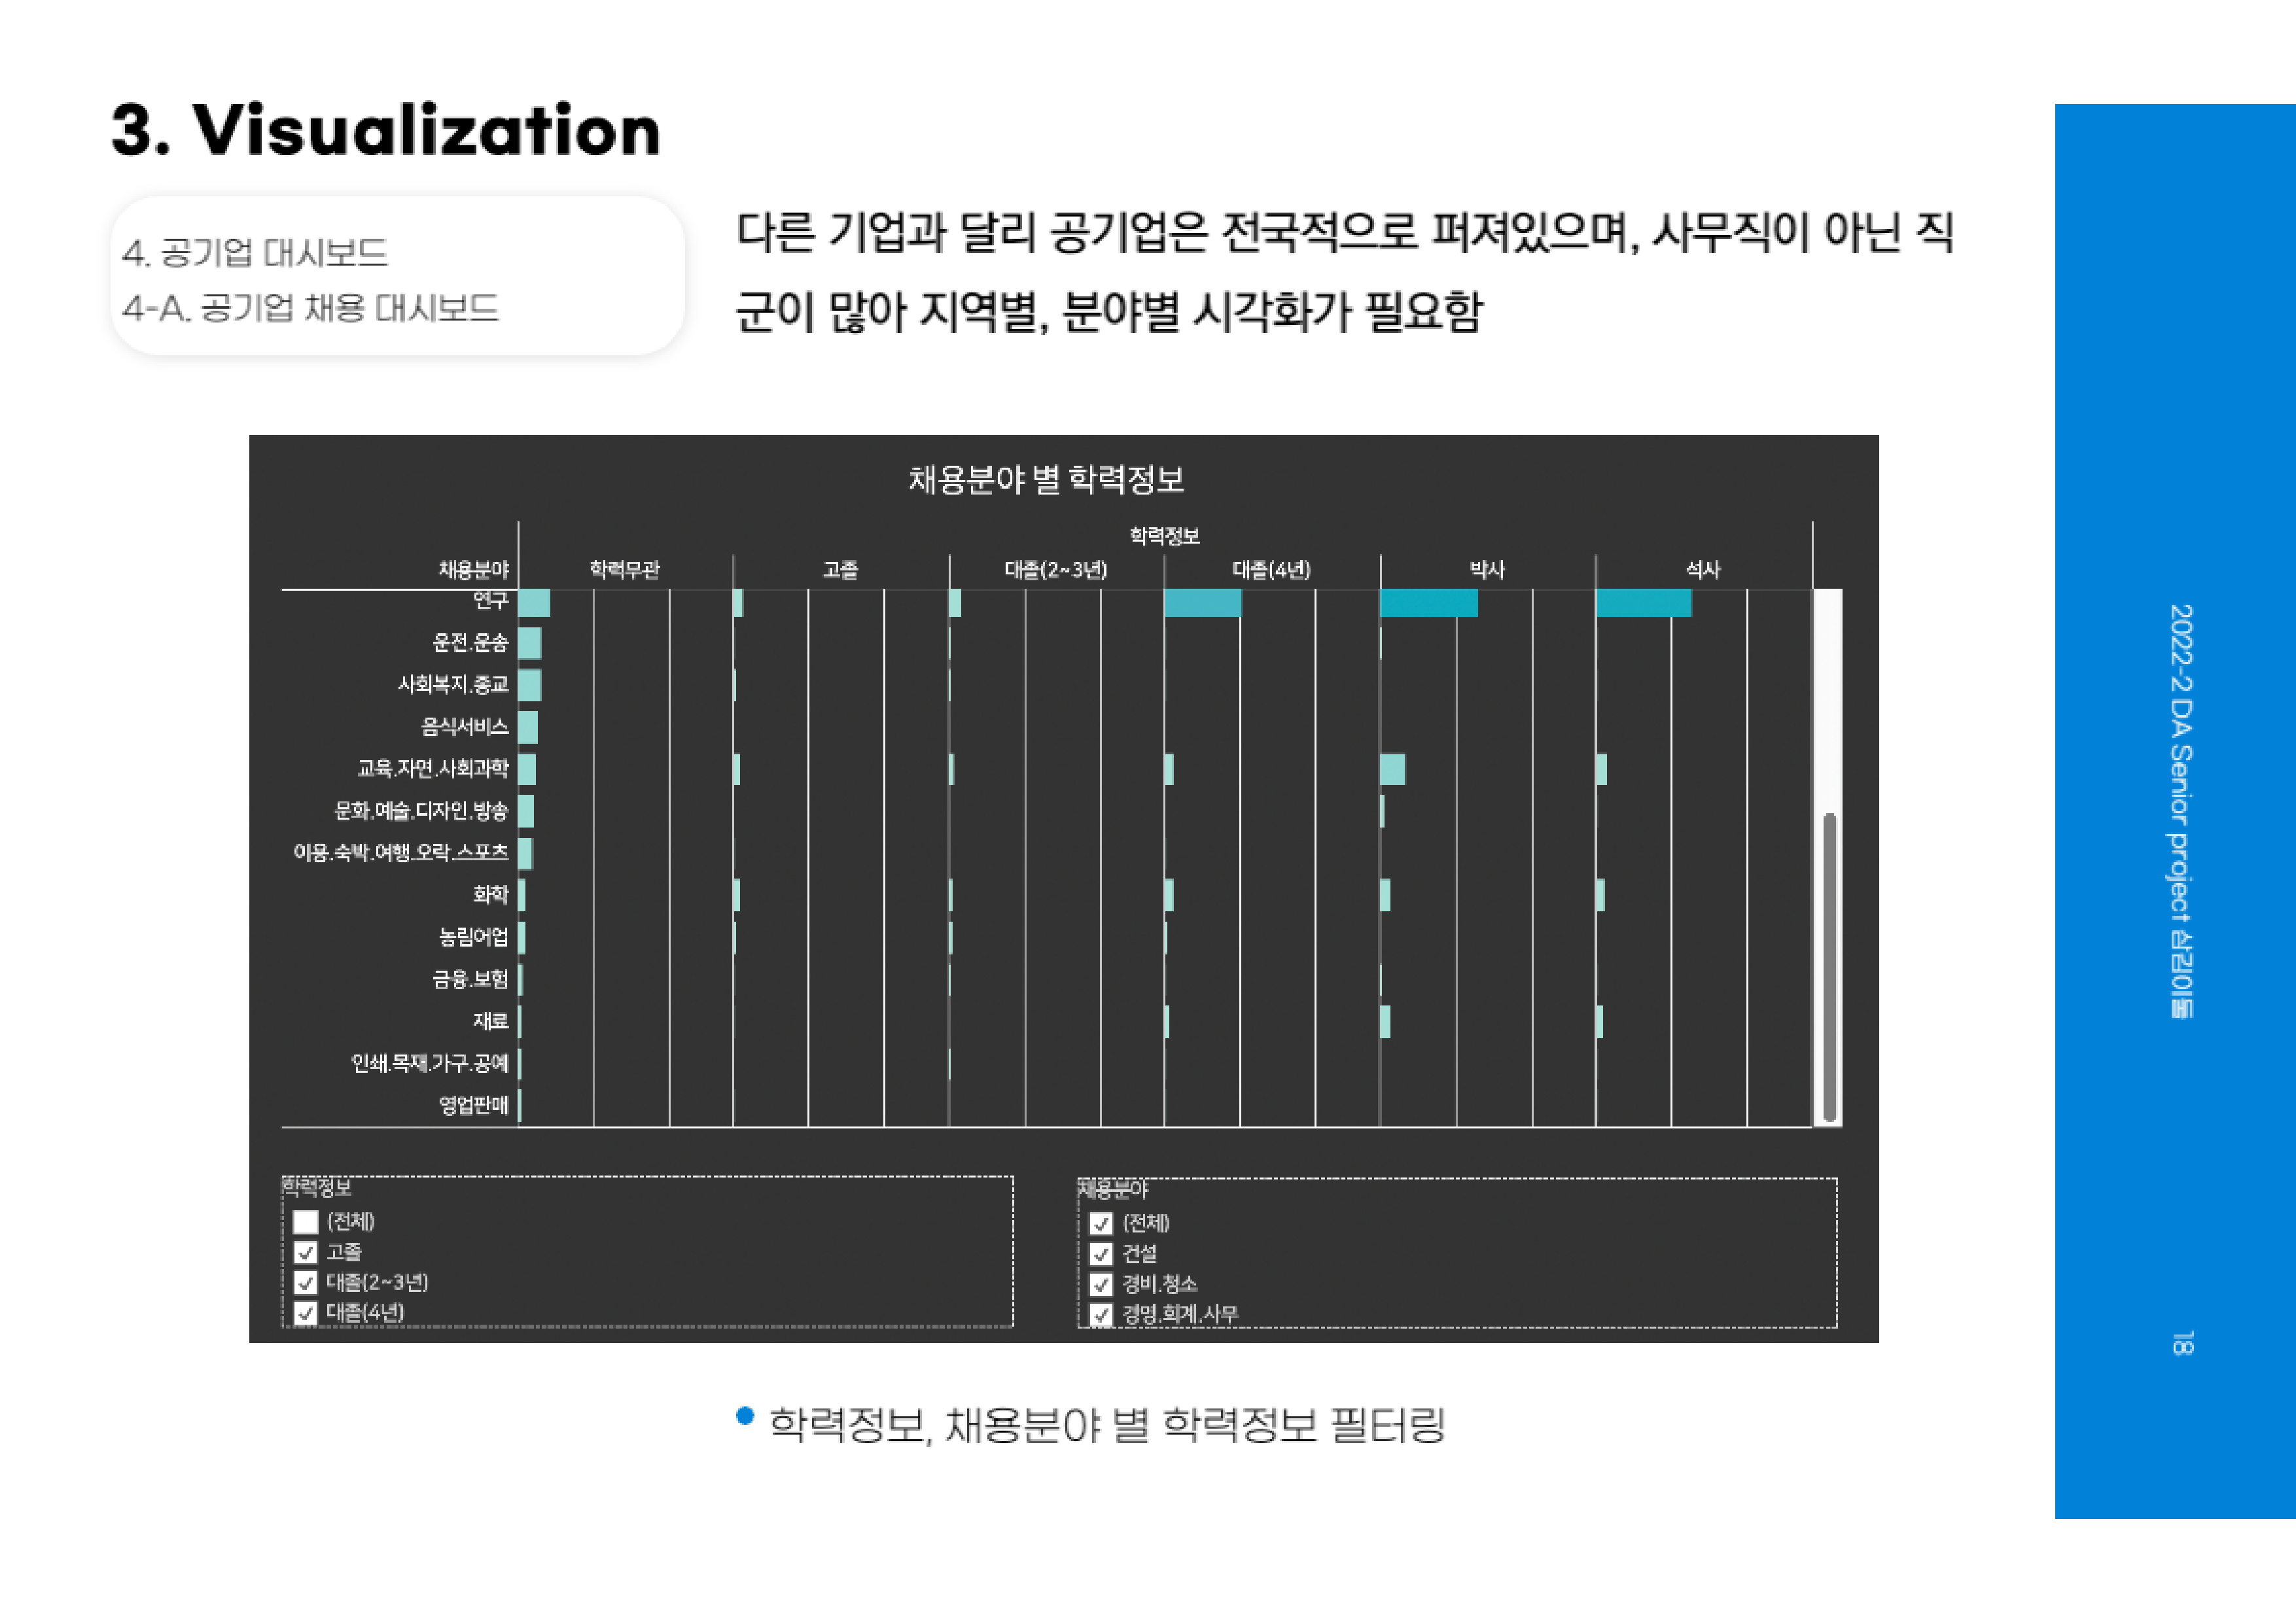 3. Visualization
4. 공기업 대시보드
4-A. 공기업 채용 대시보드
다른 기업과 달리 공기업은 전국적으로 퍼져있으며, 사무직이 아닌 직
군이 많아 지역별, 분야별 시각화가 필요함
채용분야 별 학력정보
학력정보
채용분야 학력무관 고졸 대졸(2~3년) 대졸(4년) 박사 석사
연구
운전.운송
사회복지.종교
음식서비스
교육.자연.사회과학
문화.예술.디자인.방송
이용.숙박.여행.오락.스포츠
화학
농림어업
금융.보험
재료
인쇄.목재.가구.공예
영업판매
학력정보
(전체)
고졸
대졸(2~3년)
대졸(4년)
채용분야
(전체)
건설
경비.청소
경영.회계.사무
학력정보, 채용분야 별 학력정보 필터링
2022-2 DA Senior project 삼김이돌
18